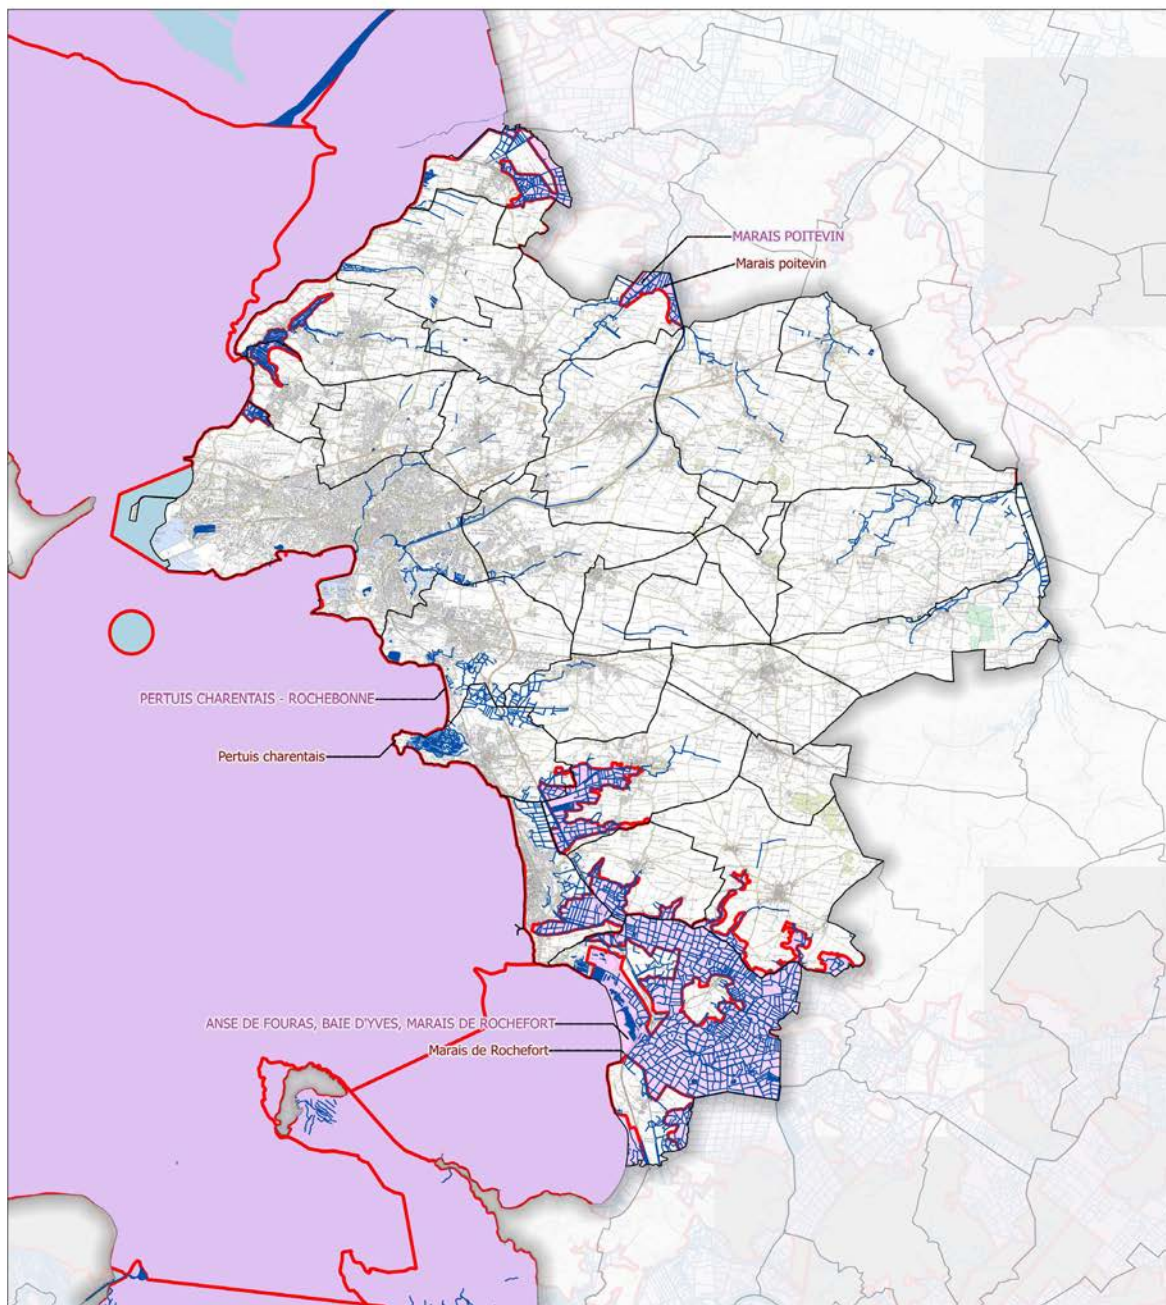 MARAIS POITEVIN
Marais poitevin
PERTUIS CHARENTAIS - ROCHEBONNE
Pertuis charentais
ANSE DE FOURAS, BAIE D'YVES, MARAIS DE ROCHEFORT
Marais de Rochefort